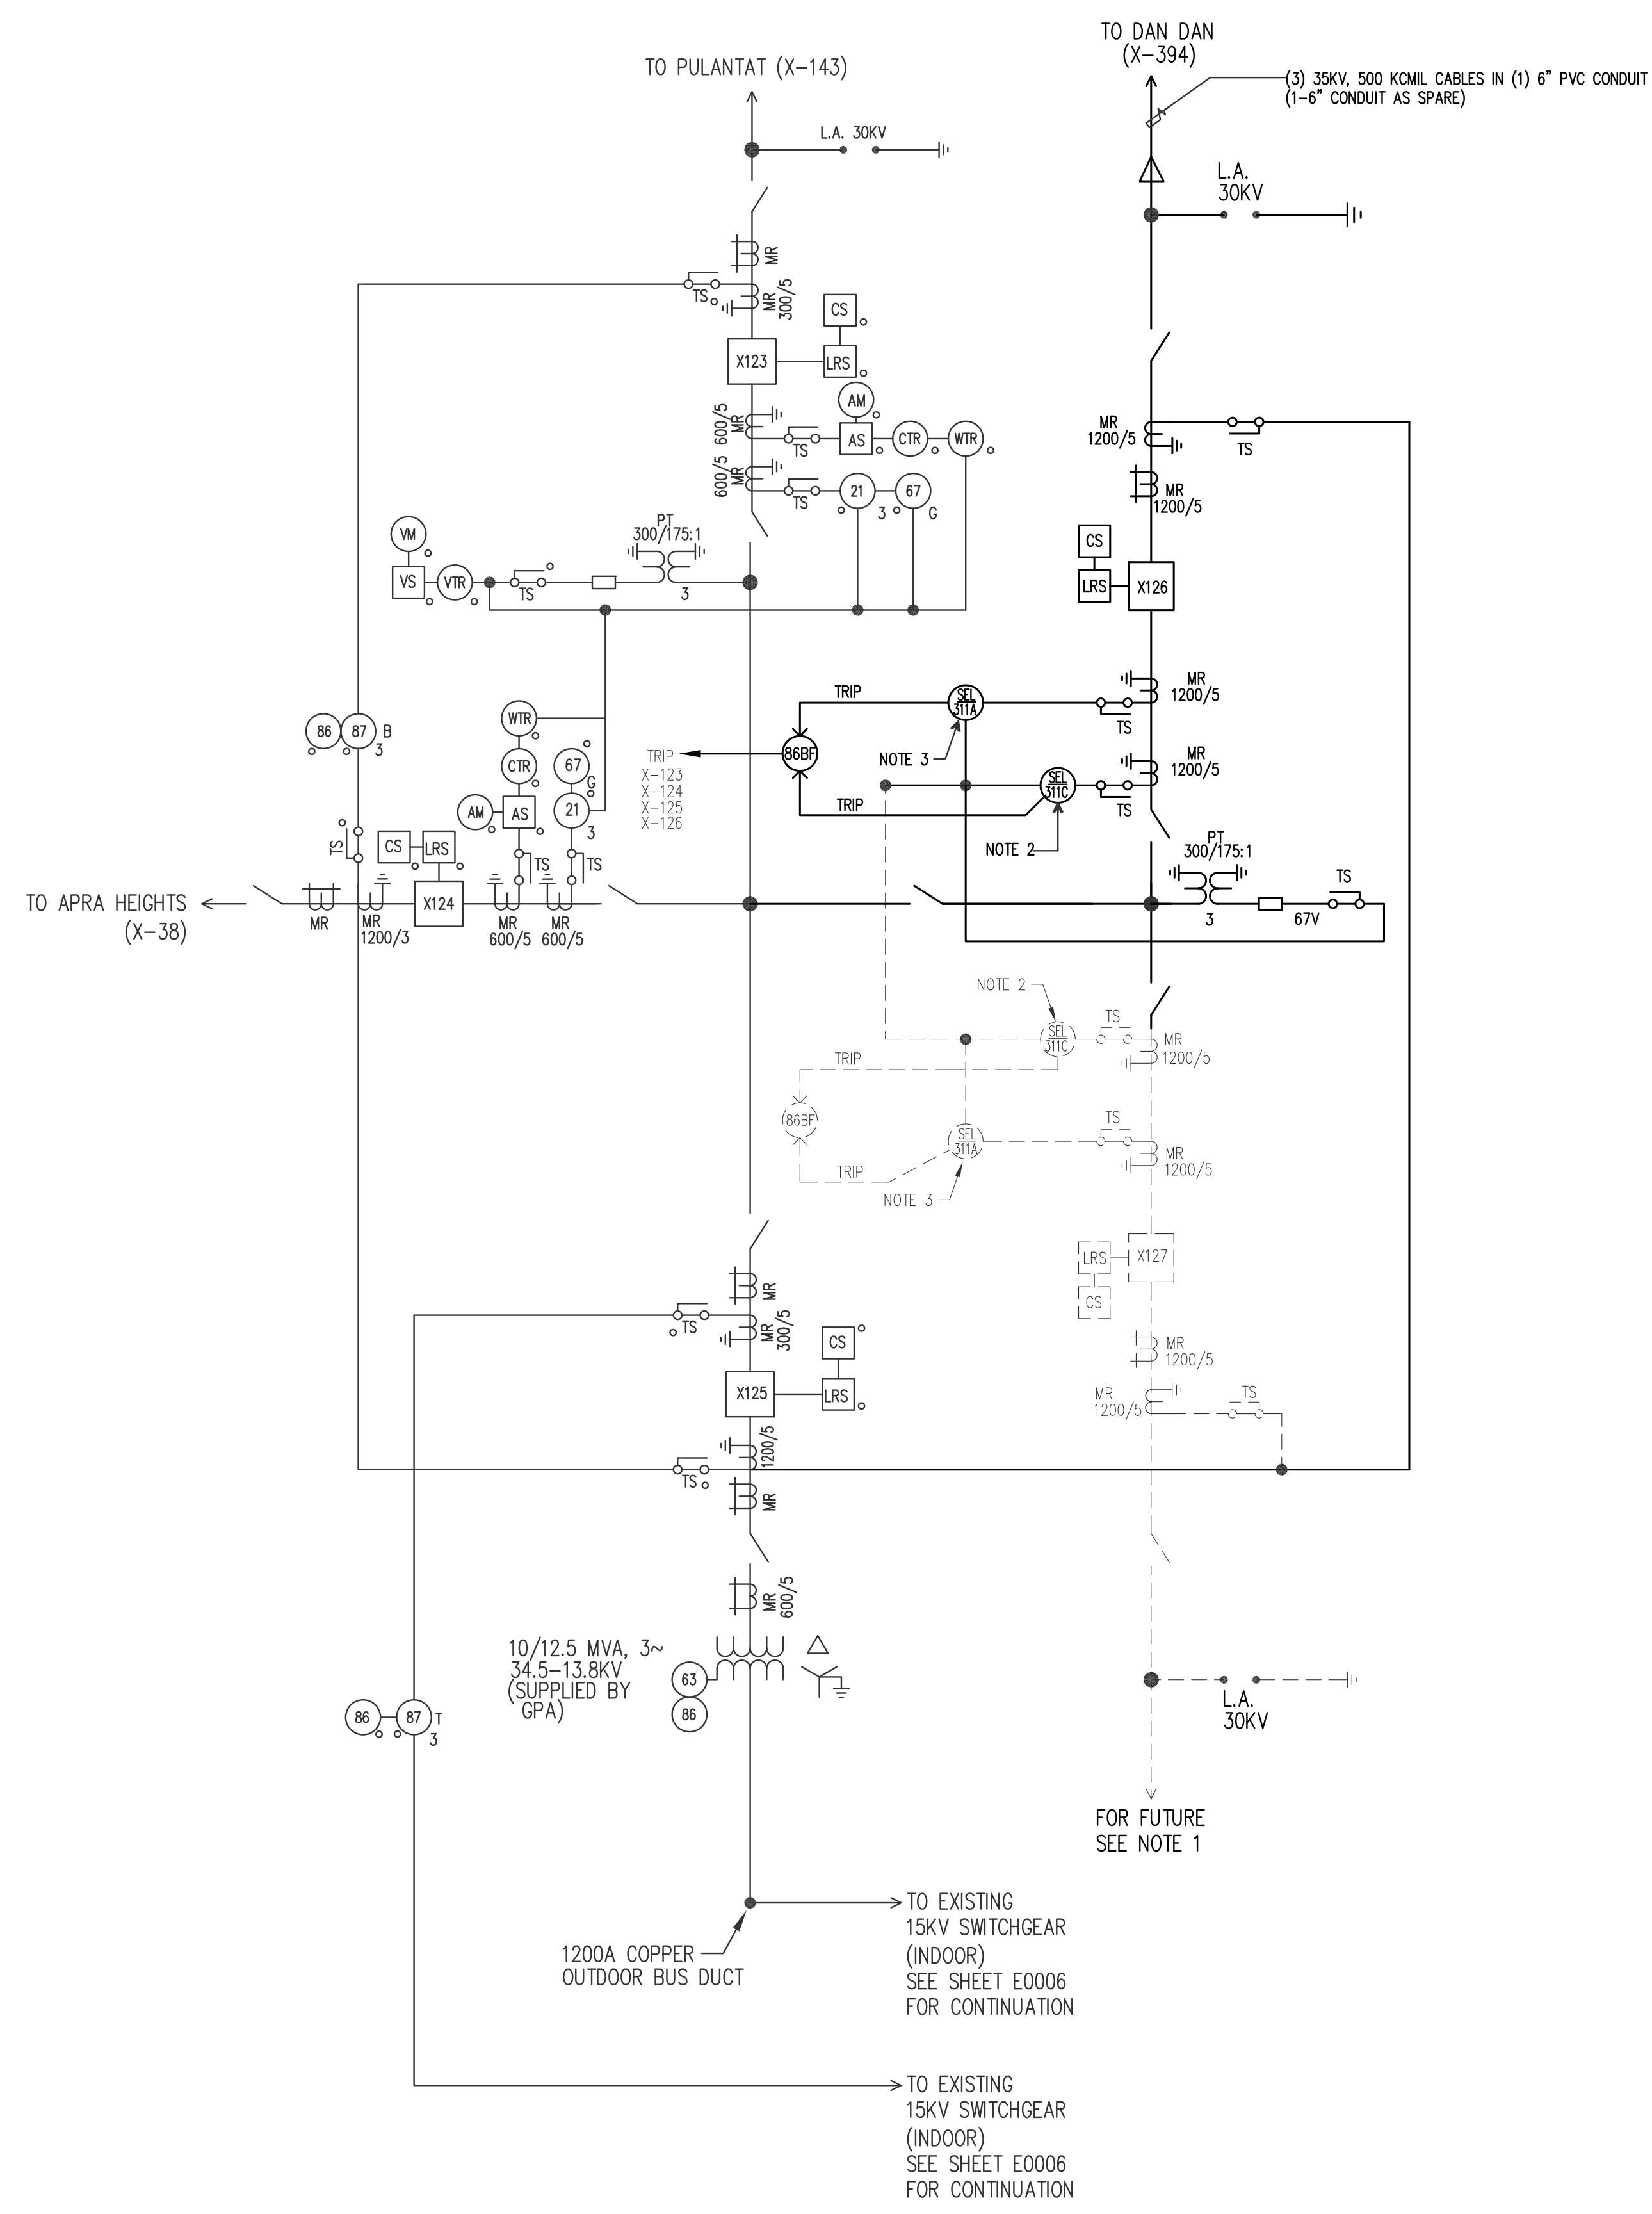 TO DAN DAN
(X-394)
TO PULANTAT (X-143)
(3) 35KV, 500 KCMIL CABLES IN (1) 6" PVC CONDUIT
(1-6" CONDUIT AS SPARE)
L.A. 30KV
L.A.
30KV
MR
TS
MR
300/5
CS
X123
LRS
AM
600/5
MR
TS
AS
CTR
WTR
MR
1200/5
TS
600/5
MR
TS
21
3
67
G
MR
1200/5
VM
PT
300/175:1
VS
VTR
TS
3
CS
LRS
X126
TRIP
SEL
311A
MR
1200/5
TS
86
87
B
3
WTR
CTR
67
G
AM
AS
21
3
TRIP
X-123
X-124
X-125
X-126
86BF
NOTE 3
SEL
311C
MR
1200/5
TS
TRIP
NOTE 2
TS
CS
LRS
TS
TS
PT
300/175:1
TS
3
67V
TO APRA HEIGHTS
(X-38)
MR
MR
1200/3
X124
MR
600/5
MR
600/5
NOTE 2
SEL
311C
TS
MR
1200/5
TRIP
86BF
SEL
311A
TS
MR
1200/5
TRIP
NOTE 3
LRS
X127
CS
MR
TS
MR
300/5
CS
X125
LRS
MR
1200/5
MR
1200/5
TS
1200/5
TS
MR
MR
600/5
10/12.5 MVA, 3~
34.5-13.8KV
(SUPPLIED BY
GPA)
63
86
L.A.
30KV
86
87
T
3
FOR FUTURE
SEE NOTE 1
1200A COPPER
OUTDOOR BUS DUCT
TO EXISTING
15KV SWITCHGEAR
(INDOOR)
SEE SHEET E0006
FOR CONTINUATION
TO EXISTING
15KV SWITCHGEAR
(INDOOR)
SEE SHEET E0006
FOR CONTINUATION